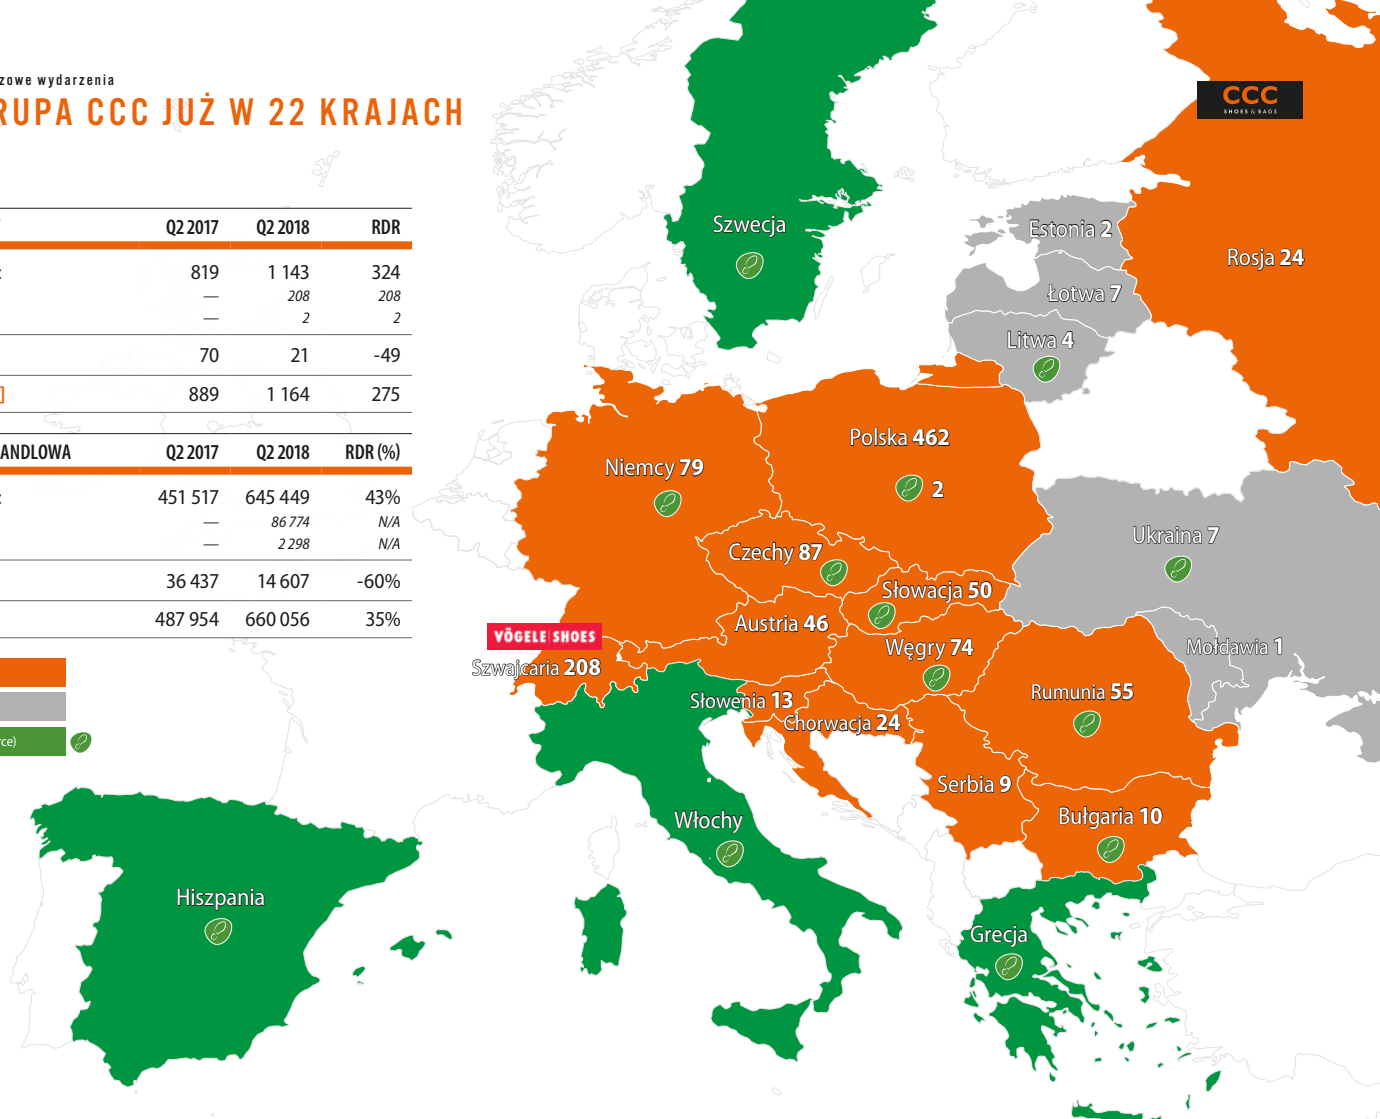 zowe wydarzenia
RUPA CCC JUŻ W 22 KRAJACH
Q2 2017 Q2 2018 RDR
: 819 1 143 324
— 208 208
— 2 2
70 21 -49
] 889 1 164 275
ANDLOWA Q2 2017 Q2 2018 RDR (%)
: 451 517 645 449 43%
— 86 774 N/A
— 2 298 N/A
36 437 14 607 -60%
487 954 660 056 35%
rce)
CCC
SHOES & BAGS
Szwecja
Estonia 2
Rosja 24
Łotwa 7
Litwa 4
Polska 462
2
Niemcy 79
Ukraina 7
Czechy 87
Słowacja 50
Austria 46
VÖGELE SHOES
Szwajcaria 208
Węgry 74
Mołdawia 1
Rumunia 55
Słowenia 13
Chorwacja 24
Serbia 9
Bułgaria 10
Włochy
Hiszpania
Grecja